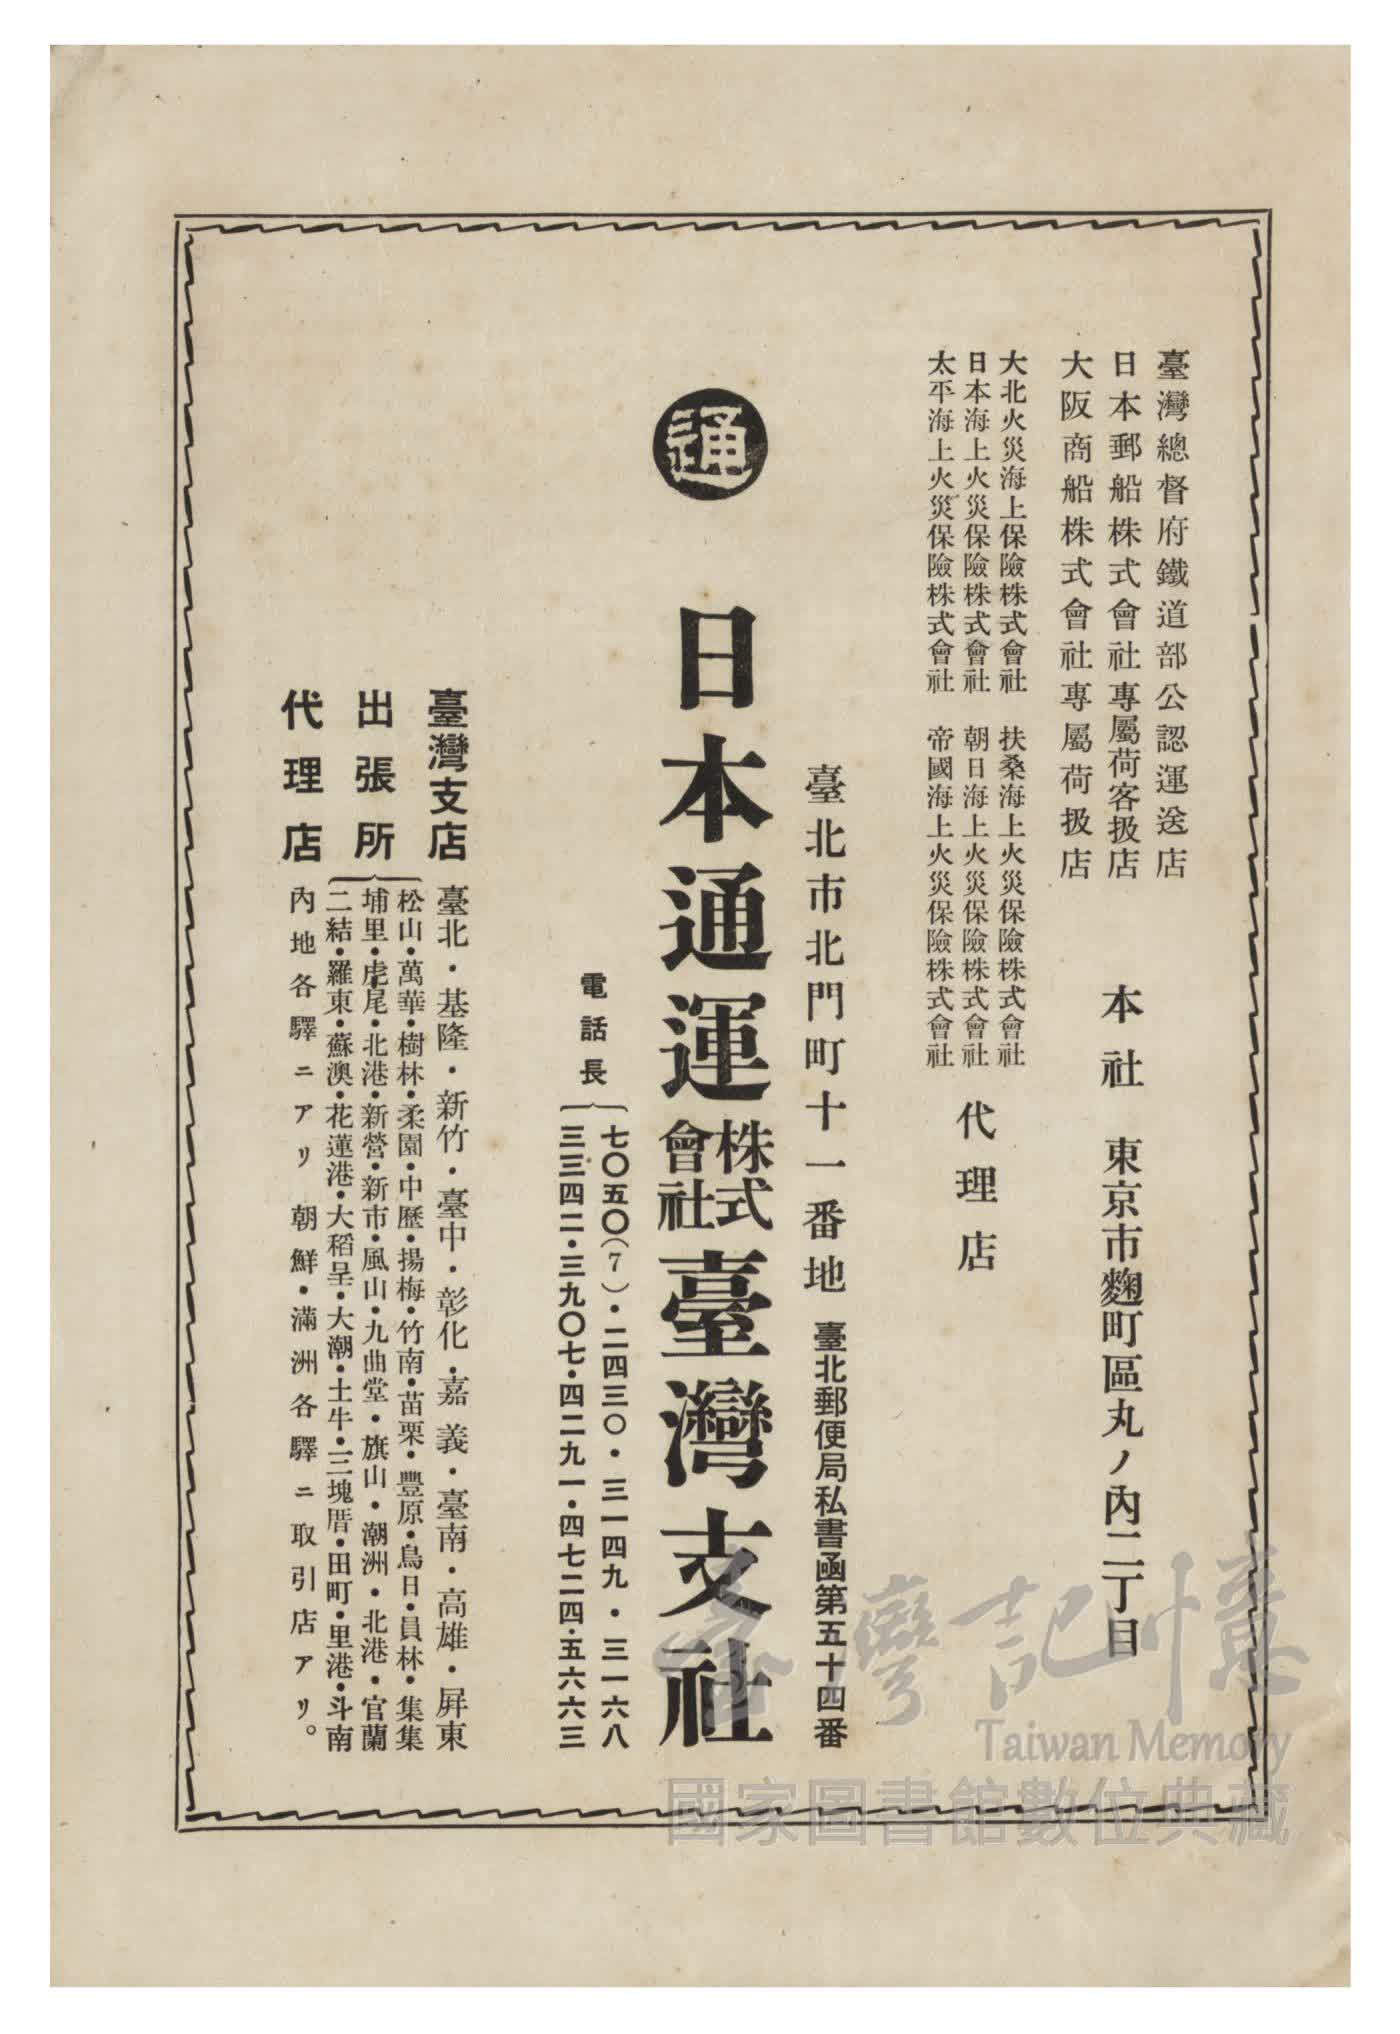 臺灣總督府鐵道部公認運送店
日本郵船株式會社專屬荷客扱店
大阪商船株式會社專屬荷扱店
本社 東京市麴町區丸ノ內二丁目
大北火災海上保險株式會社 扶桑海上火災保險株式會社
日本海上火災保險株式會社 朝日海上火災保險株式會社
太平海上火災保險株式會社 帝國海上火災保險株式會社
代理店
臺北市北門町十一番地 臺北郵便局私書函第五十四番
通 日本通運株式會社臺灣支社
電話長
七〇五〇(7)・二四三〇・三一四九・三一六八
三三四二・三九〇七・四二九一・四七二四・五六六三
臺灣支店 臺北・基隆・新竹・臺中・彰化・嘉義・臺南・高雄・屛東
出張所
松山・萬華・樹林・柔園・中歷・揚梅・竹南・苗栗・豐原・鳥日・員林・集集
埔里・虎尾・北港・新營・新市・風山・九曲堂・旗山・潮洲・北港・官蘭
二結・羅東・蘇澳・花蓮港・大稻呈・大潮・土牛・三塊厝・田町・里港・斗南
代理店 內地各驛ニアリ 朝鮮・滿洲各驛ニ取引店アリ。
臺灣記憶
Taiwan Memory
國家圖書館數位典藏